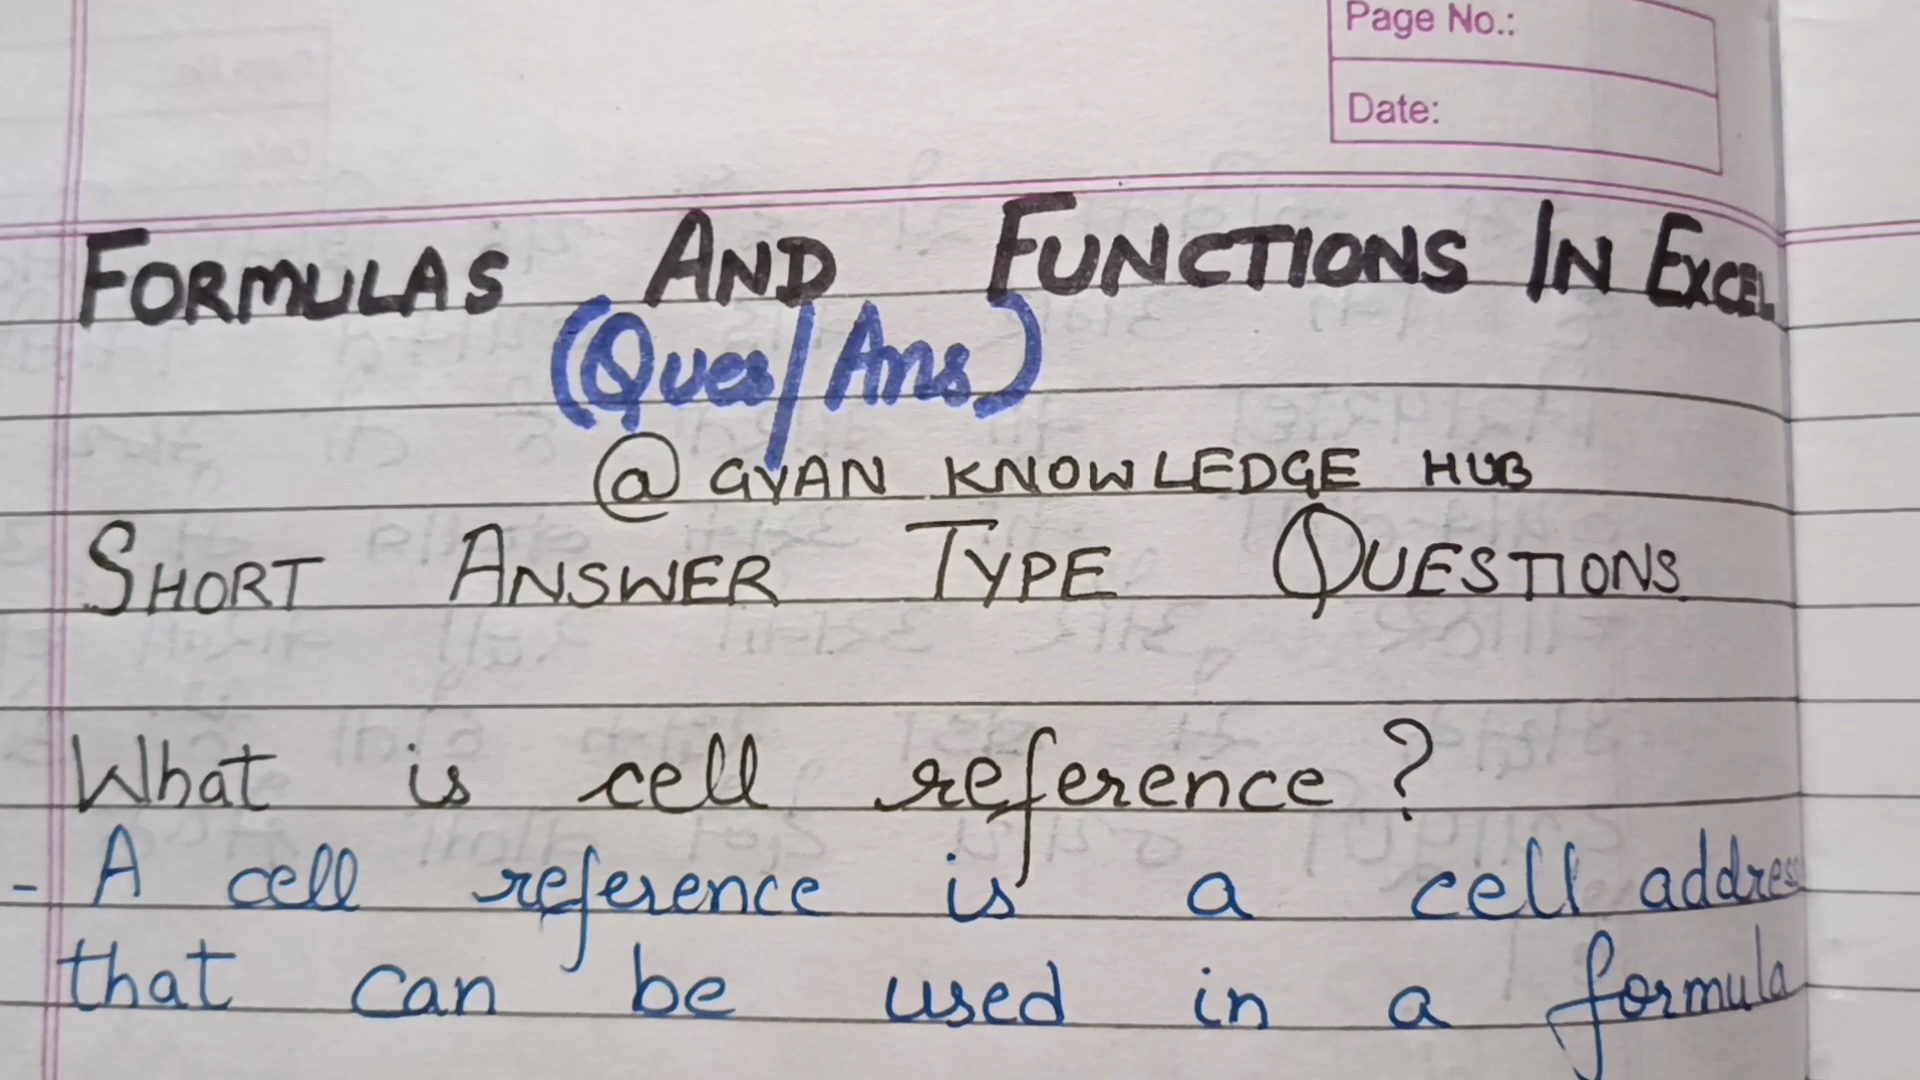 Page No.:
Date:
FORMULAS AND FUNCTIONS IN EXCEL
(Ques/Ans)
@ GYAN KNOWLEDGE HUB
SHORT ANSWER TYPE QUESTIONS
What is cell reference?
- A cell reference is a cell address
that can be used in a formula